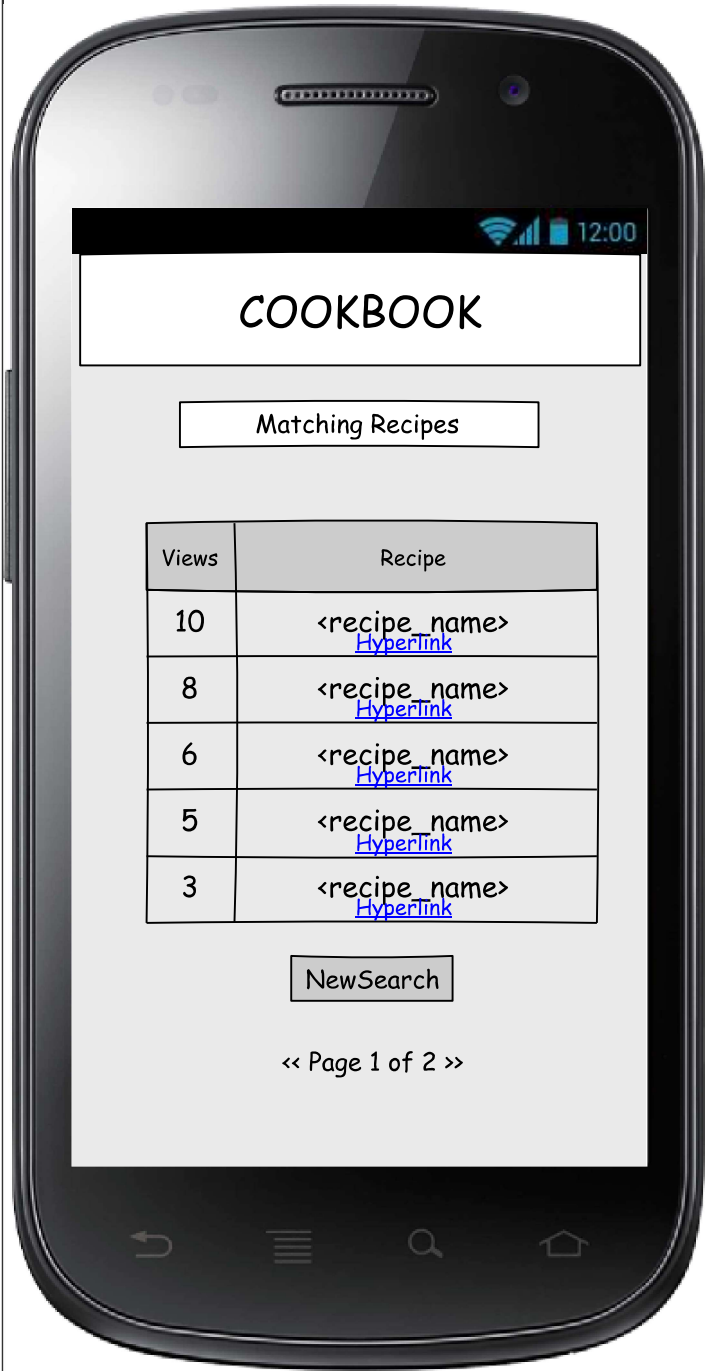 12:00
COOKBOOK
Matching Recipes
Views Recipe
10 <recipe_name>
Hyperlink
8 <recipe_name>
Hyperlink
6 <recipe_name>
Hyperlink
5 <recipe_name>
Hyperlink
3 <recipe_name>
Hyperlink
NewSearch
<< Page 1 of 2 >>